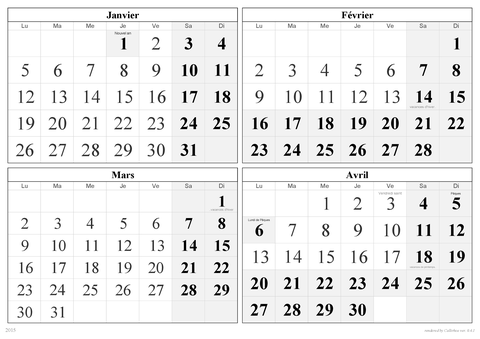 Janvier
Lu Ma Me Je Ve Sa Di
1 2 3 4
5 6 7 8 9 10 11
12 13 14 15 16 17 18
19 20 21 22 23 24 25
26 27 28 29 30 31
Février
Lu Ma Me Je Ve Sa Di
1
2 3 4 5 6 7 8
9 10 11 12 13 14 15
16 17 18 19 20 21 22
23 24 25 26 27 28
Mars
Lu Ma Me Je Ve Sa Di
1
2 3 4 5 6 7 8
9 10 11 12 13 14 15
16 17 18 19 20 21 22
23 24 25 26 27 28 29
30 31
Avril
Lu Ma Me Je Ve Sa Di
Pâques
1 2 3 4 5
Lundi de Pâques
6 7 8 9 10 11 12
13 14 15 16 17 18 19
20 21 22 23 24 25 26
27 28 29 30